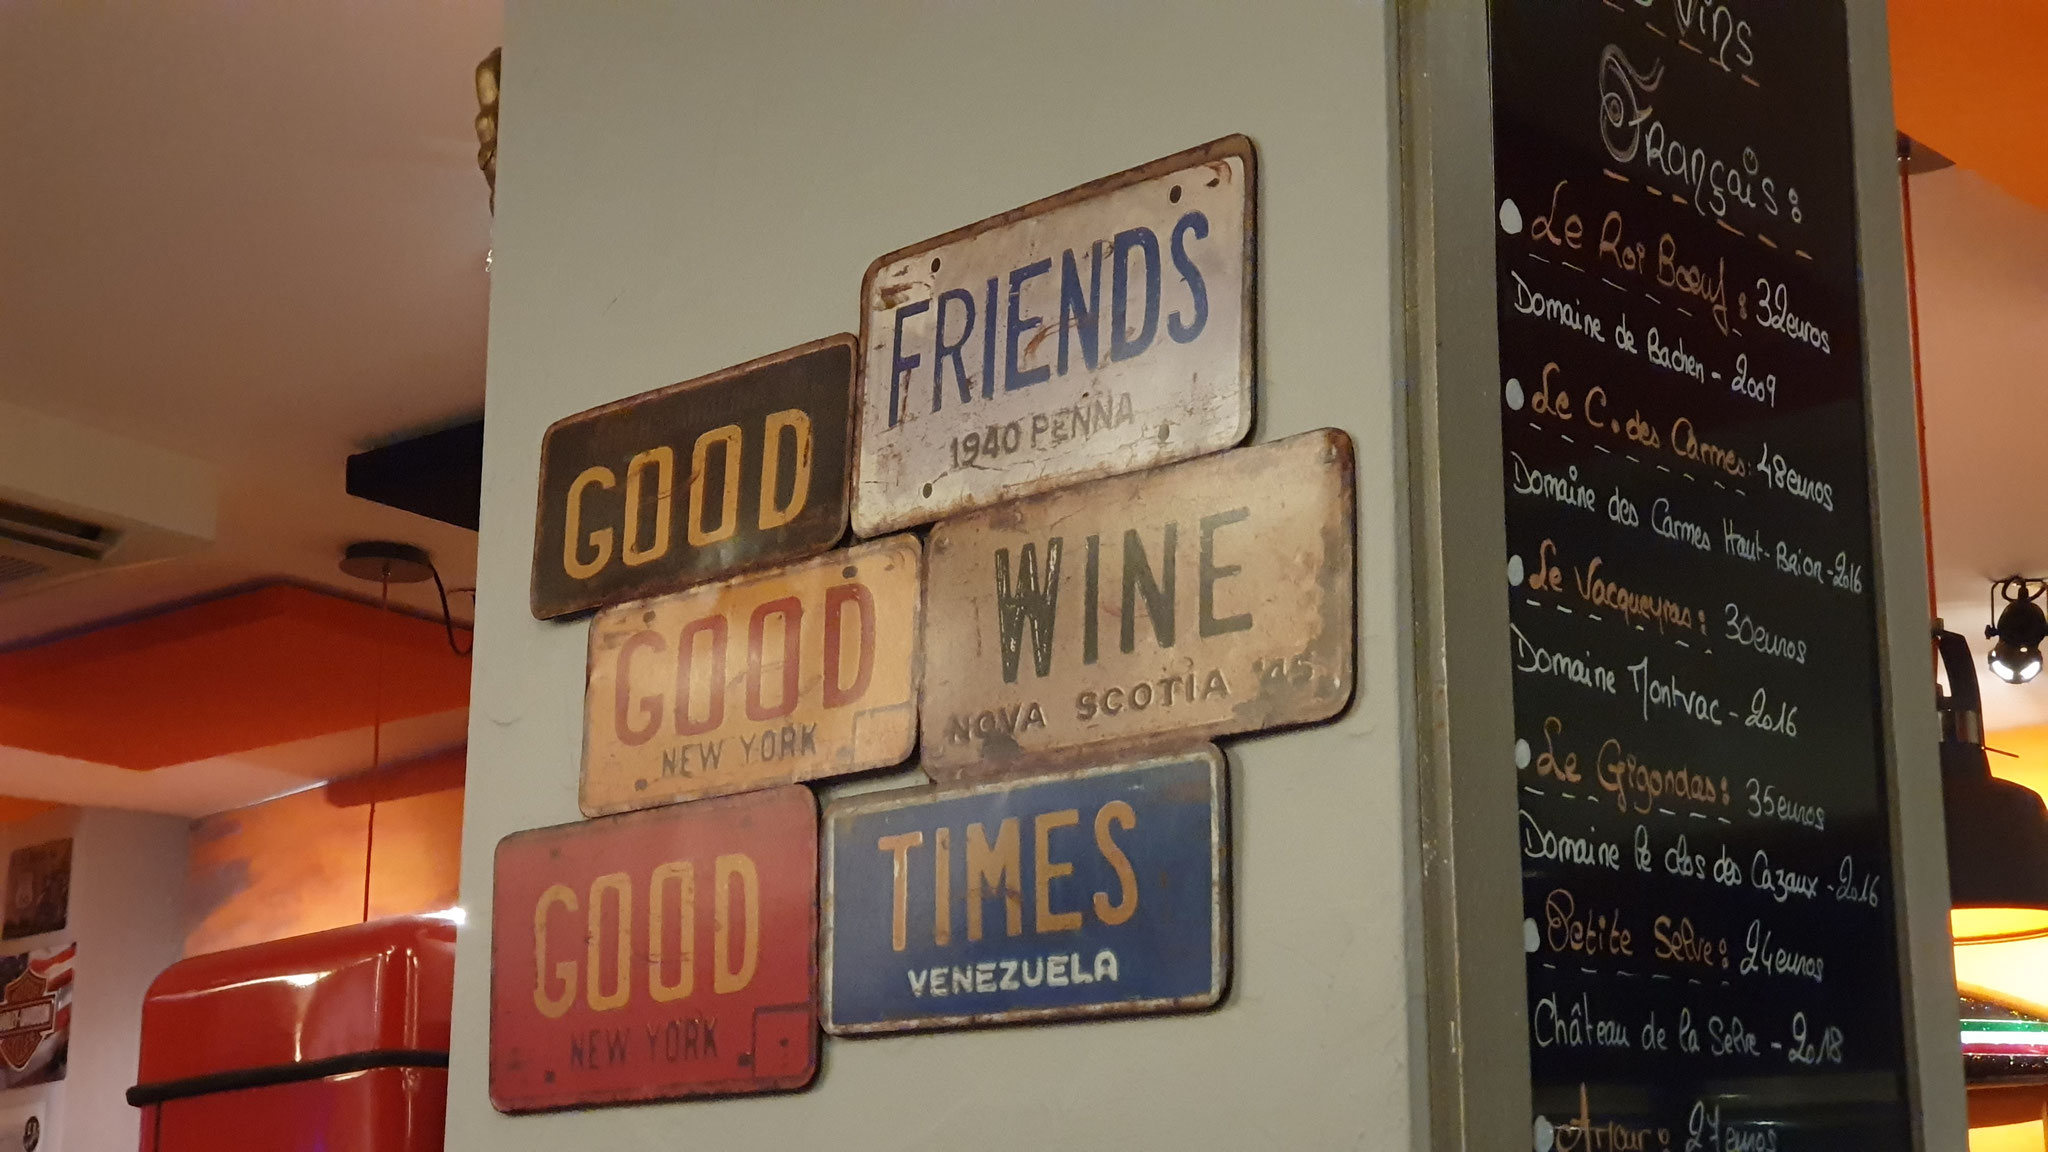 GOOD
FRIENDS
1940 PENNA
GOOD
NEW YORK
WINE
NOVA SCOTIA '45
GOOD
NEW YORK
TIMES
VENEZUELA
Vins
Français:
Le Roi Bœuf: 32euros
Domaine de Bachen - 2009
Le C. des Carmes: 48euros
Domaine des Carmes Haut-Brion - 2016
Le Vacqueyras: 30euros
Domaine Montvac - 2016
Le Gigondas: 35euros
Domaine le clos des Cazaux - 2016
Petite Selve: 24euros
Château de la Selve - 2018
27euros